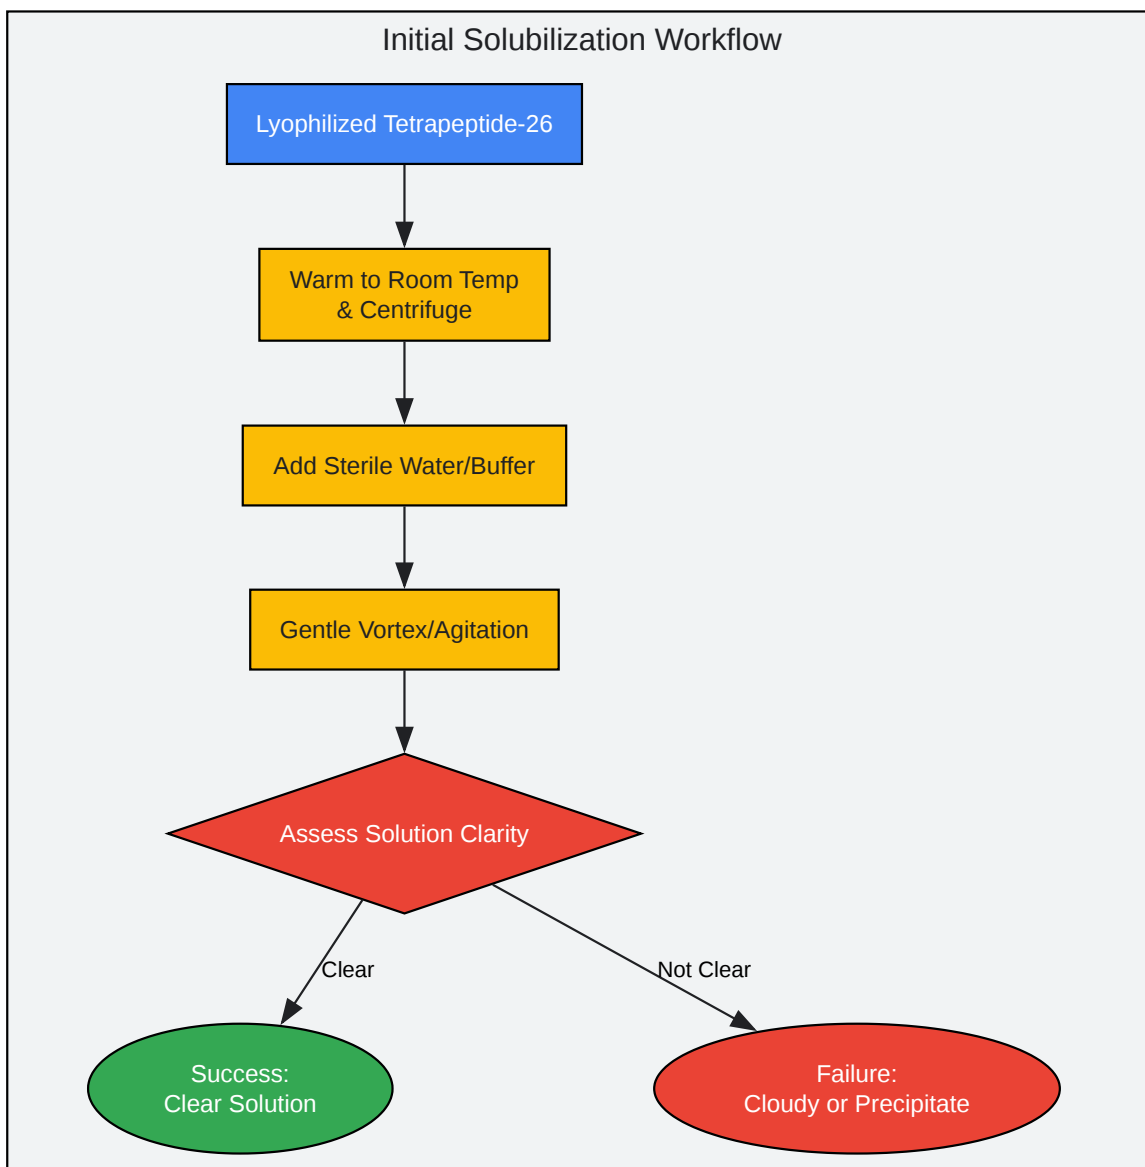 Initial Solubilization Workflow
Lyophilized Tetrapeptide-26
Warm to Room Temp
& Centrifuge
Add Sterile Water/Buffer
Gentle Vortex/Agitation
Assess Solution Clarity
Clear
Not Clear
Success:
Clear Solution
Failure:
Cloudy or Precipitate